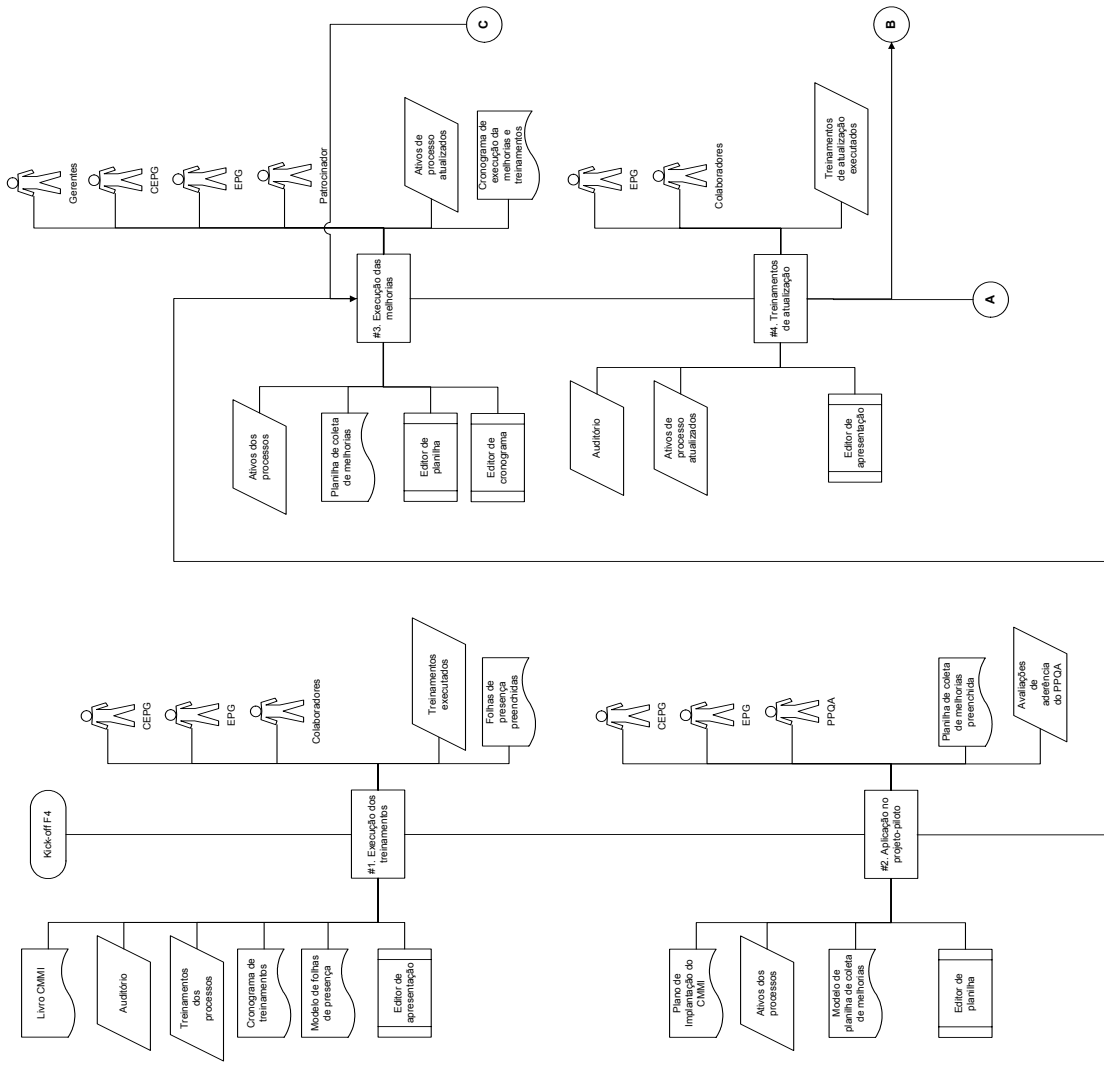 Kick-off F4
Livro CMMI
Auditório
Treinamentos
dos
processos
Cronograma de
treinamentos
Modelo de folhas
de presença
Editor de
apresentação
#1. Execução dos
treinamentos
CEPG
EPG
Colaboradores
Treinamentos
executados
Folhas de
presença
preenchidas
Plano de
Implantação do
CMMI
Ativos dos
processos
Modelo de
planilha de coleta
de melhorias
Editor de
planilha
#2. Aplicação no
projeto-piloto
CEPG
EPG
PPQA
Planilha de coleta
de melhorias
preenchida
Avaliações
de
aderência
do PPQA
Ativos dos
processos
Planilha de coleta
de melhorias
Editor de
planilha
Editor de
cronograma
#3. Execução das
melhorias
Gerentes
CEPG
EPG
Patrocinador
Ativos de
processo
atualizados
Cronograma de
execução da
melhorias e
treinamentos
C
Auditório
Ativos de
processo
atualizados
Editor de
apresentação
#4. Treinamentos
de atualização
EPG
Colaboradores
Treinamentos
de atualização
executados
A
B